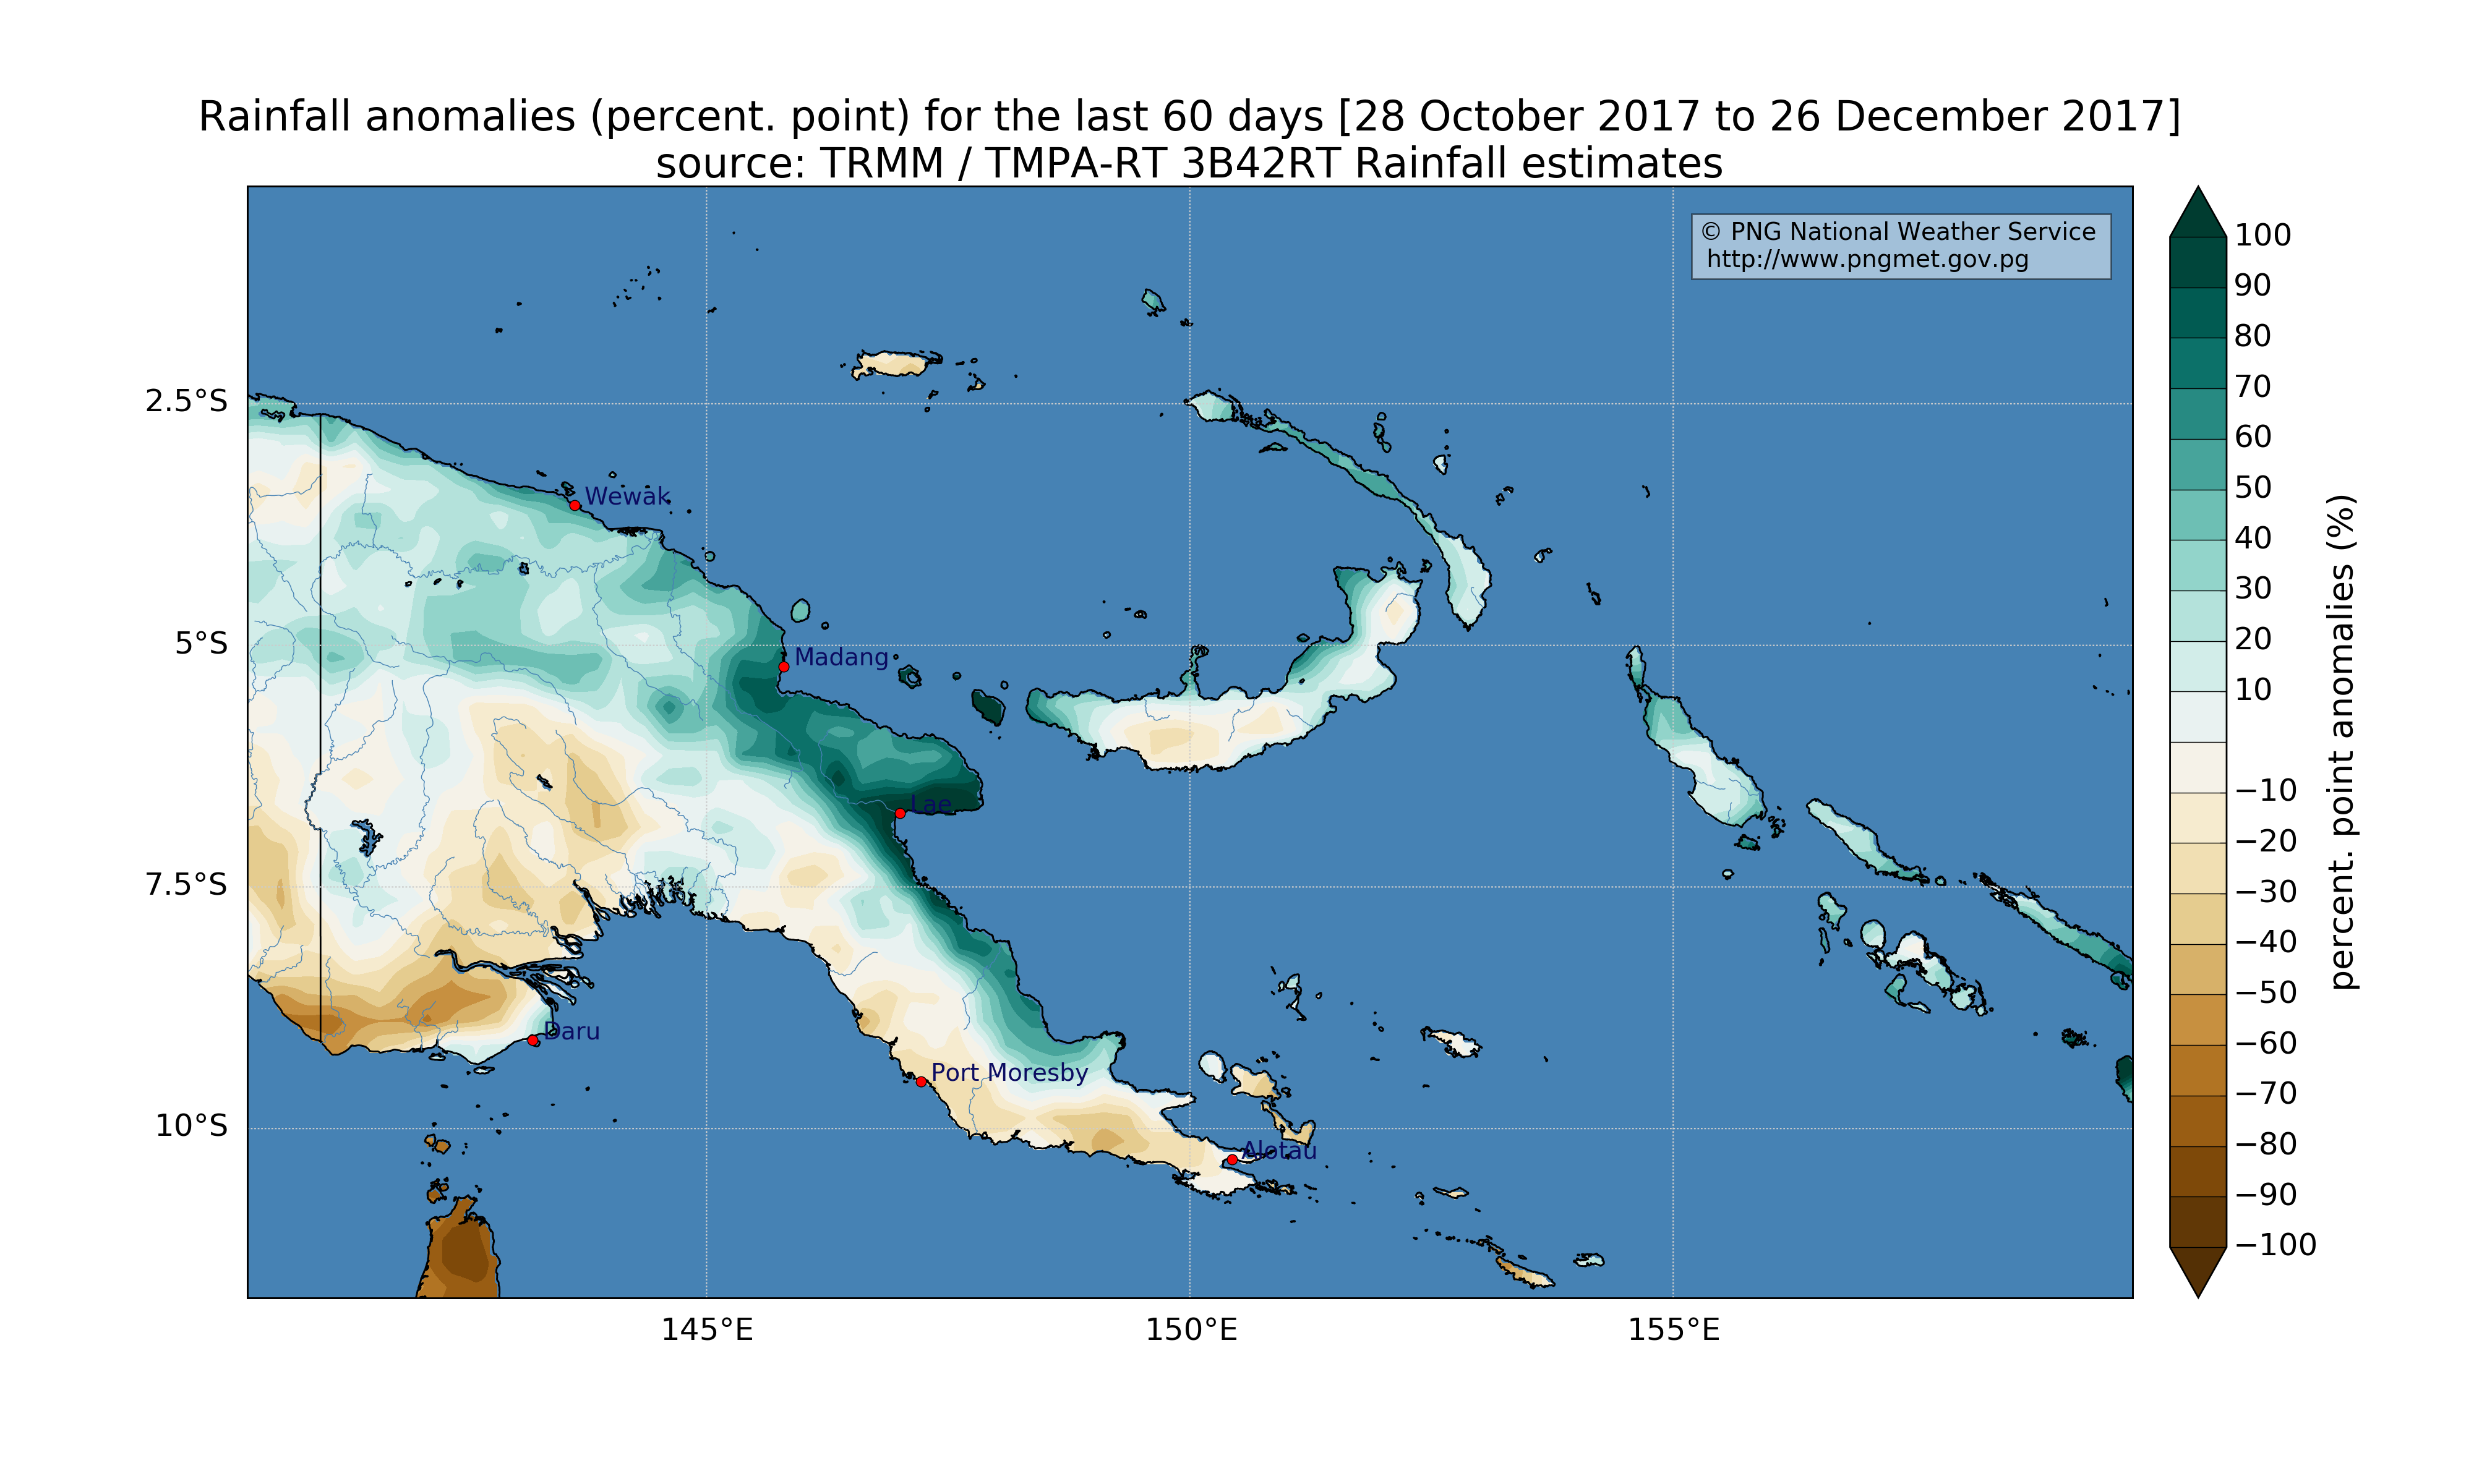 Rainfall anomalies (percent. point) for the last 60 days [28 October 2017 to 26 December 2017]
source: TRMM / TMPA-RT 3B42RT Rainfall estimates
© PNG National Weather Service
http://www.pngmet.gov.pg
2.5°S
5°S
7.5°S
10°S
145°E
150°E
155°E
Wewak
Madang
Lae
Daru
Port Moresby
Alotau
100
90
80
70
60
50
40
30
20
10
−10
−20
−30
−40
−50
−60
−70
−80
−90
−100
percent. point anomalies (%)